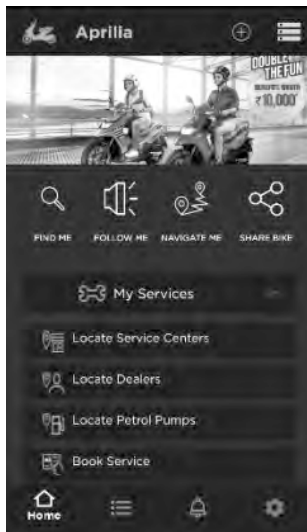 Aprilia
DOUBLE
THE FUN
₹10,000*
FIND ME
FOLLOW ME
NAVIGATE ME
SHARE BIKE
My Services
Locate Service Centers
Locate Dealers
Locate Petrol Pumps
Book Service
Home